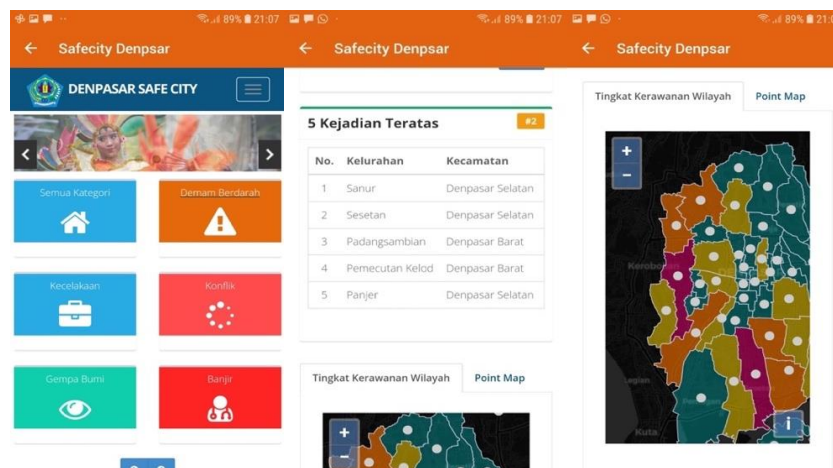 89% 21:07
Safecity Denpsar
DENPASAR SAFE CITY
Semua Kategori
Demam Berdarah
Kecelakaan
Konflik
Gempa Bumi
Banjir
89% 21:07
Safecity Denpsar
5 Kejadian Teratas
#2
No. Kelurahan Kecamatan
1 Sanur Denpasar Selatan
2 Sesetan Denpasar Selatan
3 Padangsambian Denpasar Barat
4 Pemecutan Kelod Denpasar Barat
5 Panjer Denpasar Selatan
Tingkat Kerawanan Wilayah Point Map
+
−
89% 21:0
Safecity Denpsar
Tingkat Kerawanan Wilayah Point Map
+
−
Legian
Kuta
i